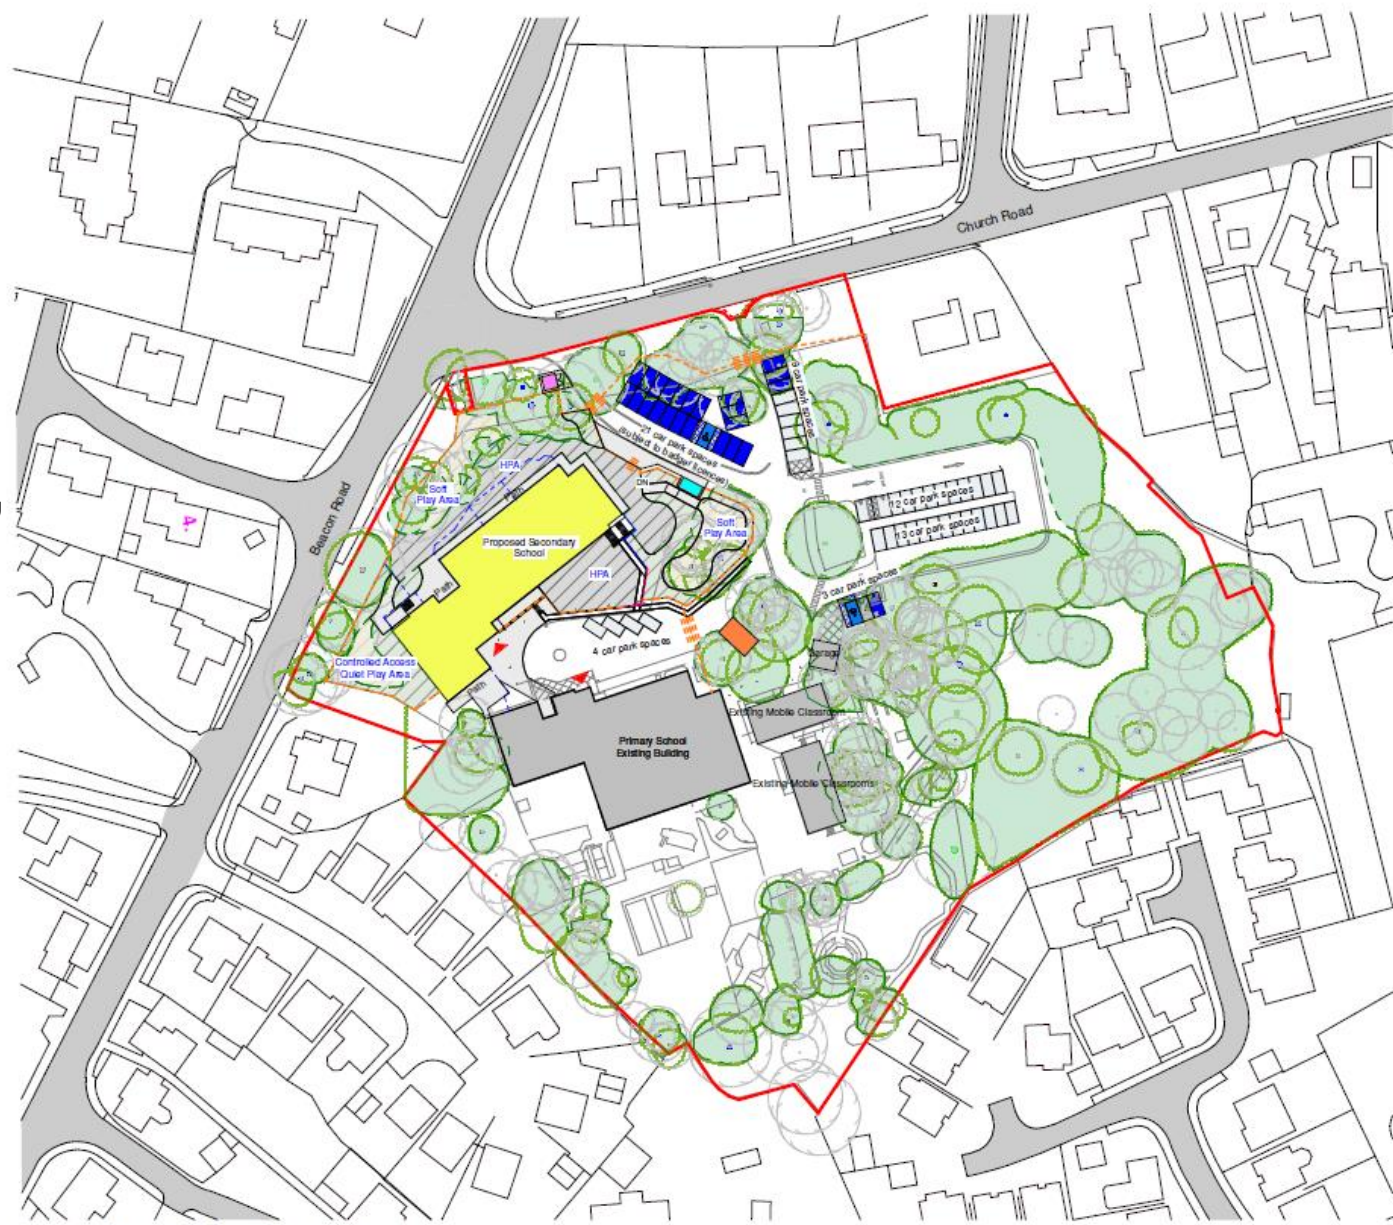 Church Road
9 car park spaces
21 car park spaces
(subject to badger licences)
HPA
Path
DN
Soft
Play Area
12 car park spaces
13 car park spaces
A.
Beacon Road
Proposed Secondary
School
Soft
Play Area
HPA
Path
3 car park spaces
4 car park spaces
Garage
Controlled Access
Quiet Play Area
Path
Existing Mobile Classroom
Primary School
Existing Building
Existing Mobile Classrooms